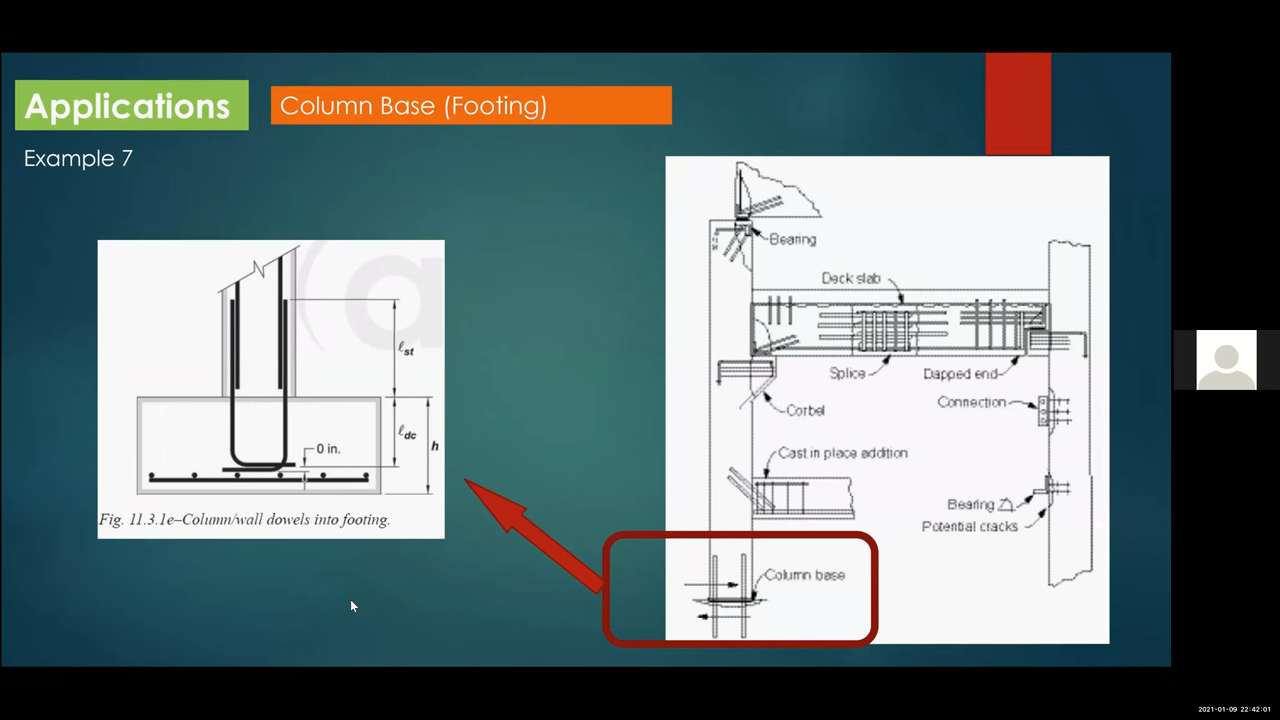 Applications
Column Base (Footing)
Example 7
ℓst
ℓdc
h
0 in.
Fig. 11.3.1e–Column/wall dowels into footing.
Bearing
Deck slab
Splice
Dapped end
Corbel
Connection
Cast in place addition
Bearing
Potential cracks
Column base
2021-01-09 22:42:01